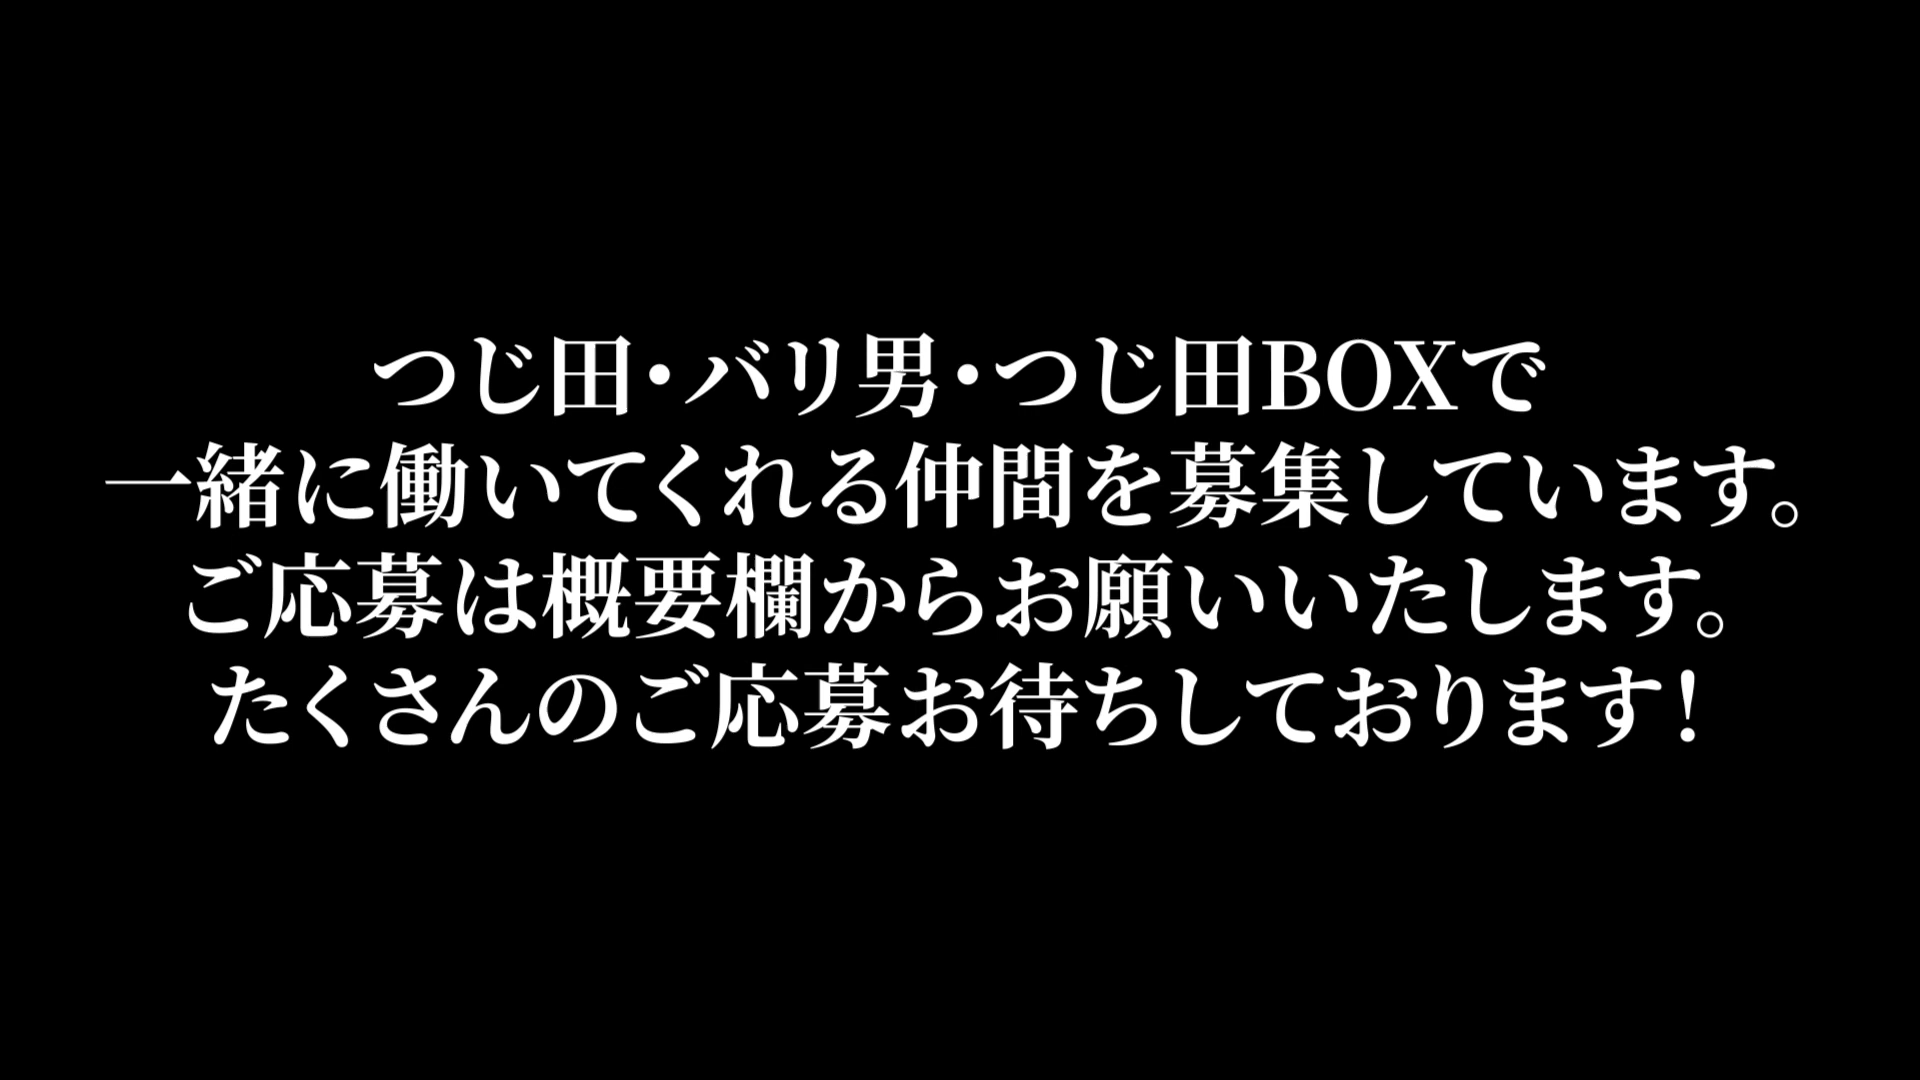 つじ田・バリ男・つじ田BOXで
一緒に働いてくれる仲間を募集しています。
ご応募は概要欄からお願いいたします。
たくさんのご応募お待ちしております！